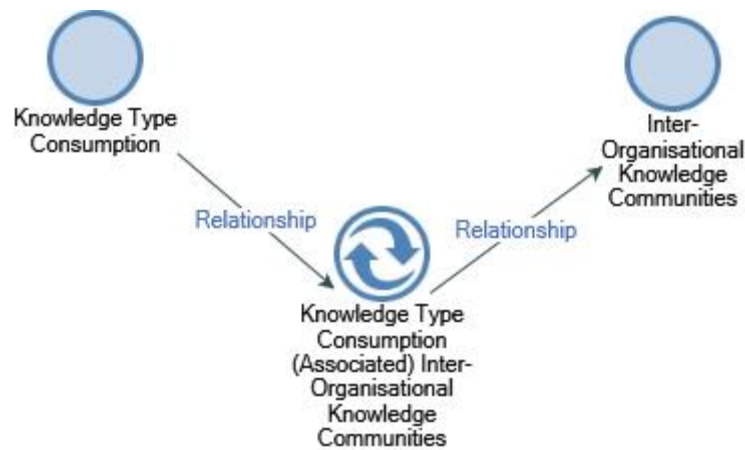 Knowledge Type
Consumption
Inter-
Organisational
Knowledge
Communities
Relationship
Relationship
Knowledge Type
Consumption
(Associated) Inter-
Organisational
Knowledge
Communities